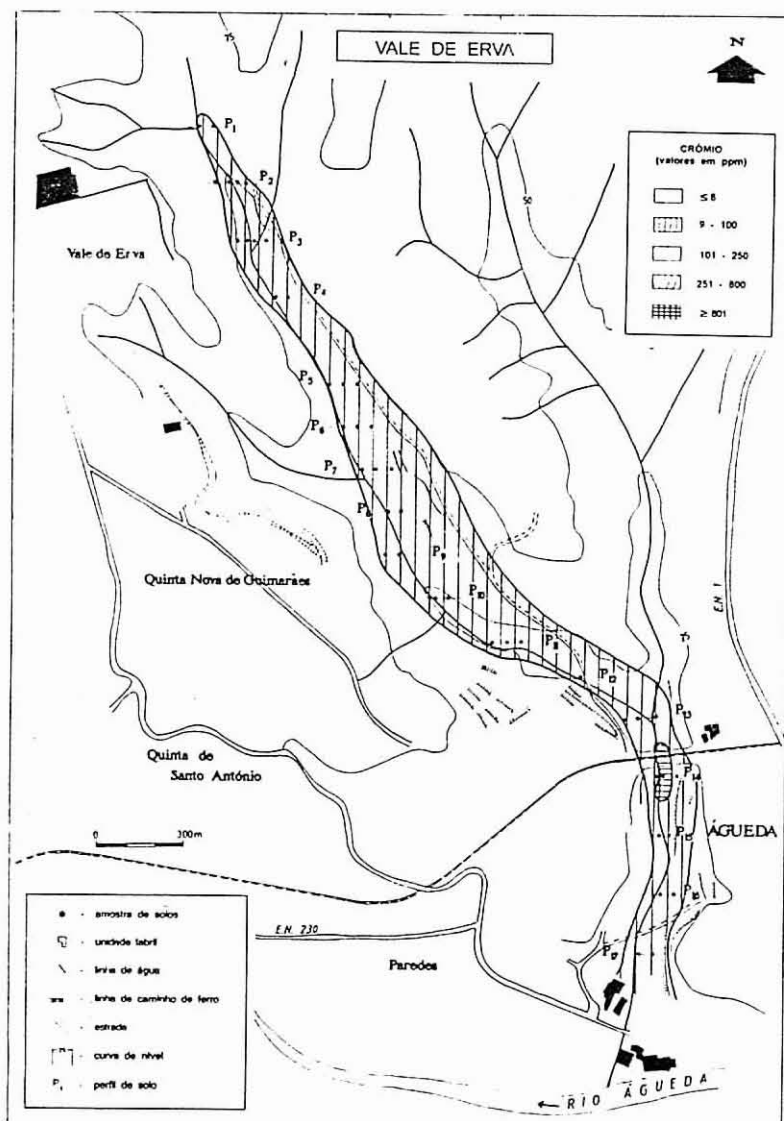 VALE DE ERVA
N
CRÓMIO
(valores em ppm)
≤ 8
9 - 100
101 - 250
251 - 800
≥ 801
75
50
75
P1
P2
P3
P4
P5
P6
P7
P8
P9
P10
P11
P12
P13
P14
P15
P16
P17
Vale de Erva
Quinta Nova de Guimarães
Quinta de
Santo António
E.N. 1
ÁGUEDA
0 300m
E.N. 230
Paredes
RIO ÁGUEDA
• - amostra de solos
- unidade fabril
- linha de água
- linha de caminho de ferro
- estrada
- curva de nível
P1 - perfil de solo